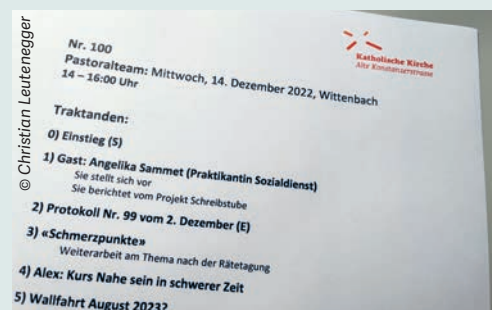 © Christian Leutenegger
Katholische Kirche
Alte Konstanzerstrasse
Nr. 100
Pastoralteam: Mittwoch, 14. Dezember 2022, Wittenbach
14 – 16:00 Uhr
Traktanden:
0) Einstieg (S)
1) Gast: Angelika Sammet (Praktikantin Sozialdienst)
Sie stellt sich vor
Sie berichtet vom Projekt Schreibstube
2) Protokoll Nr. 99 vom 2. Dezember (E)
3) «Schmerzpunkte»
Weiterarbeit am Thema nach der Rätetagung
4) Alex: Kurs Nahe sein in schwerer Zeit
5) Wallfahrt August 2023?